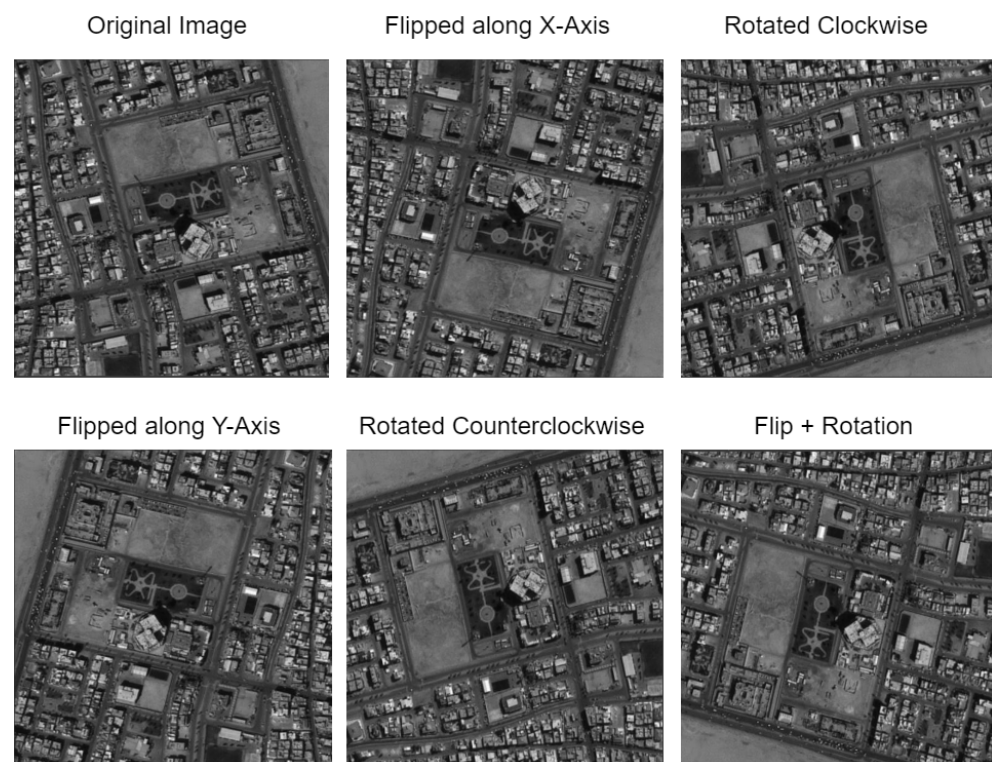 Original Image
Flipped along X-Axis
Rotated Clockwise
Flipped along Y-Axis
Rotated Counterclockwise
Flip + Rotation